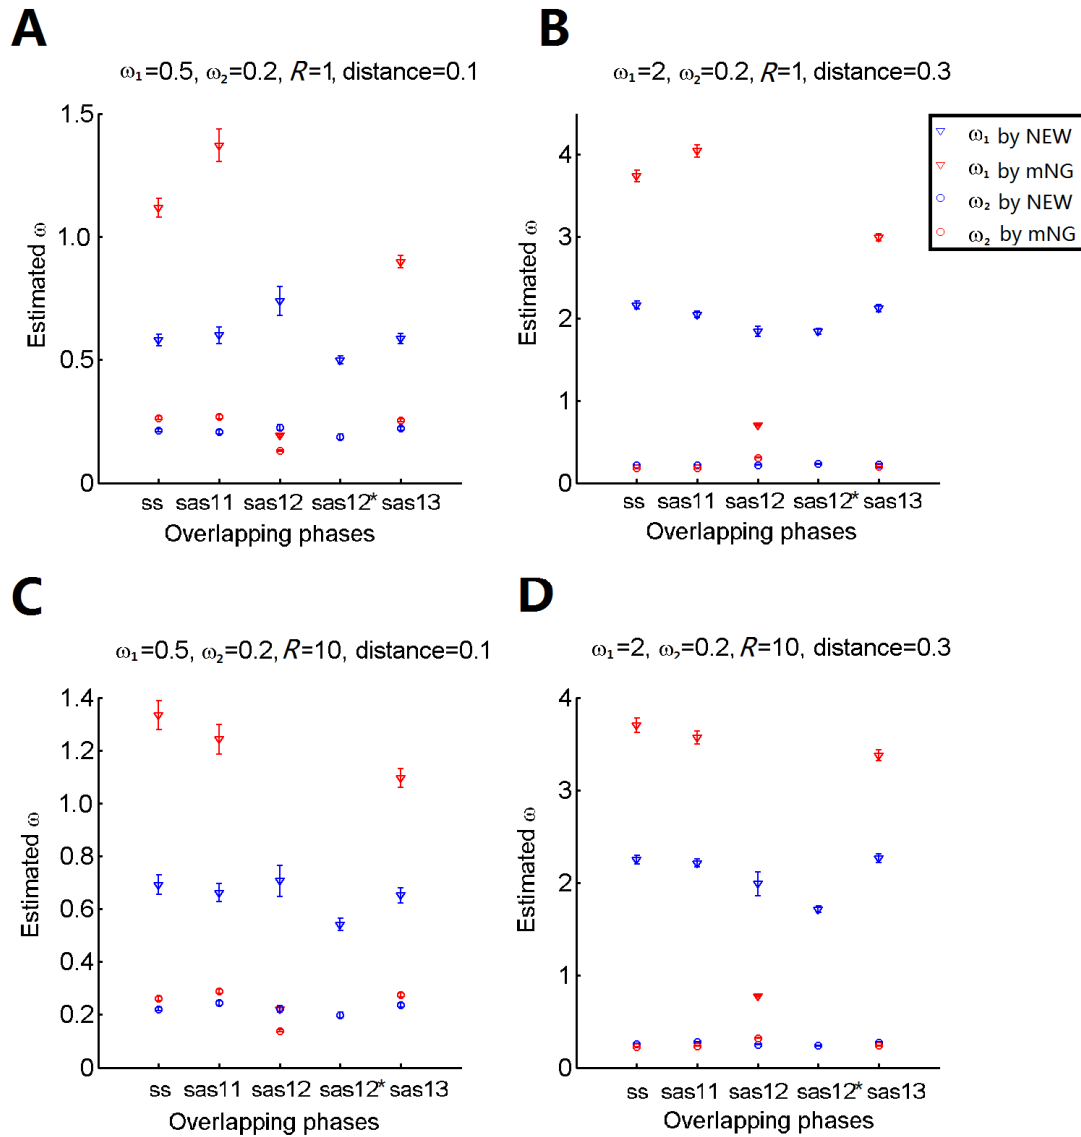 A
ω₁=0.5, ω₂=0.2, R=1, distance=0.1
1.5
1.0
0.5
0
Estimated ω
ss sas11 sas12 sas12* sas13
Overlapping phases
B
ω₁=2, ω₂=0.2, R=1, distance=0.3
4
3
2
1
0
Estimated ω
ss sas11 sas12 sas12* sas13
Overlapping phases
ω₁ by NEW
ω₁ by mNG
ω₂ by NEW
ω₂ by mNG
C
ω₁=0.5, ω₂=0.2, R=10, distance=0.1
1.4
1.2
1.0
0.8
0.6
0.4
0.2
0
Estimated ω
ss sas11 sas12 sas12* sas13
Overlapping phases
D
ω₁=2, ω₂=0.2, R=10, distance=0.3
4
3
2
1
0
Estimated ω
ss sas11 sas12 sas12* sas13
Overlapping phases